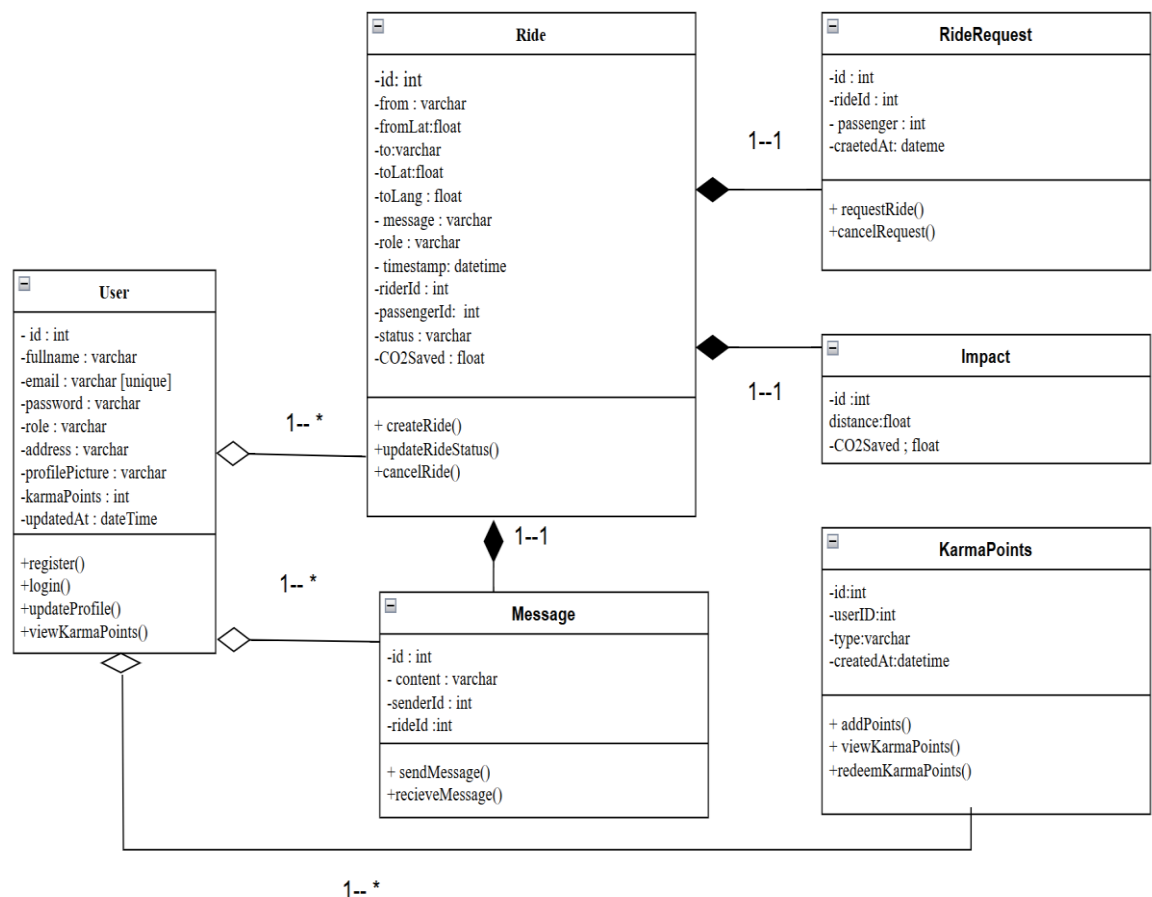 Ride
-id: int
-from : varchar
-fromLat:float
-to:varchar
-toLat:float
-toLang : float
- message : varchar
-role : varchar
- timestamp: datetime
-riderId : int
-passengerId:  int
-status : varchar
-CO2Saved : float
+ createRide()
+updateRideStatus()
+cancelRide()
RideRequest
-id : int
-rideId : int
- passenger : int
-craetedAt: dateme
+ requestRide()
+cancelRequest()
1--1
Impact
-id :int
distance:float
-CO2Saved ; float
1--1
User
- id : int
-fullname : varchar
-email : varchar [unique]
-password : varchar
-role : varchar
-address : varchar
-profilePicture : varchar
-karmaPoints : int
-updatedAt : dateTime
+register()
+login()
+updateProfile()
+viewKarmaPoints()
1-- *
1--1
1-- *
Message
-id : int
- content : varchar
-senderId : int
-rideId :int
+ sendMessage()
+recieveMessage()
KarmaPoints
-id:int
-userID:int
-type:varchar
-createdAt:datetime
+ addPoints()
+ viewKarmaPoints()
+redeemKarmaPoints()
1-- *